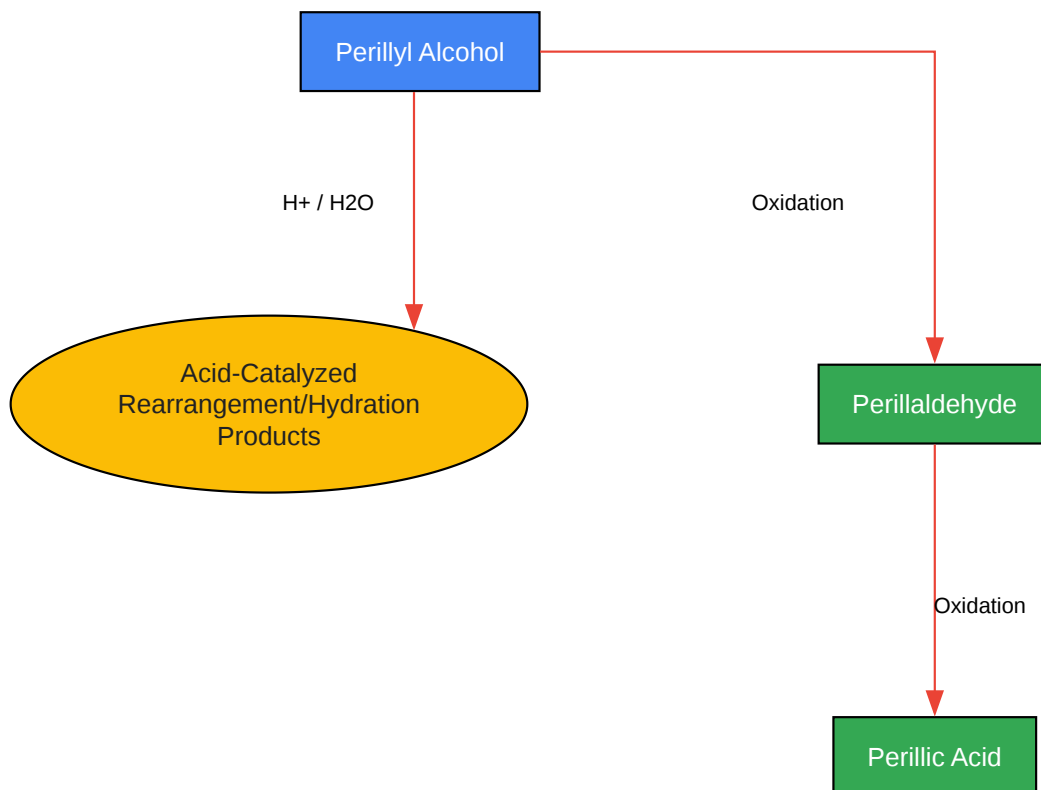 Perillyl Alcohol
H+ / H2O
Oxidation
Acid-Catalyzed
Rearrangement/Hydration
Products
Perillaldehyde
Oxidation
Perillic Acid